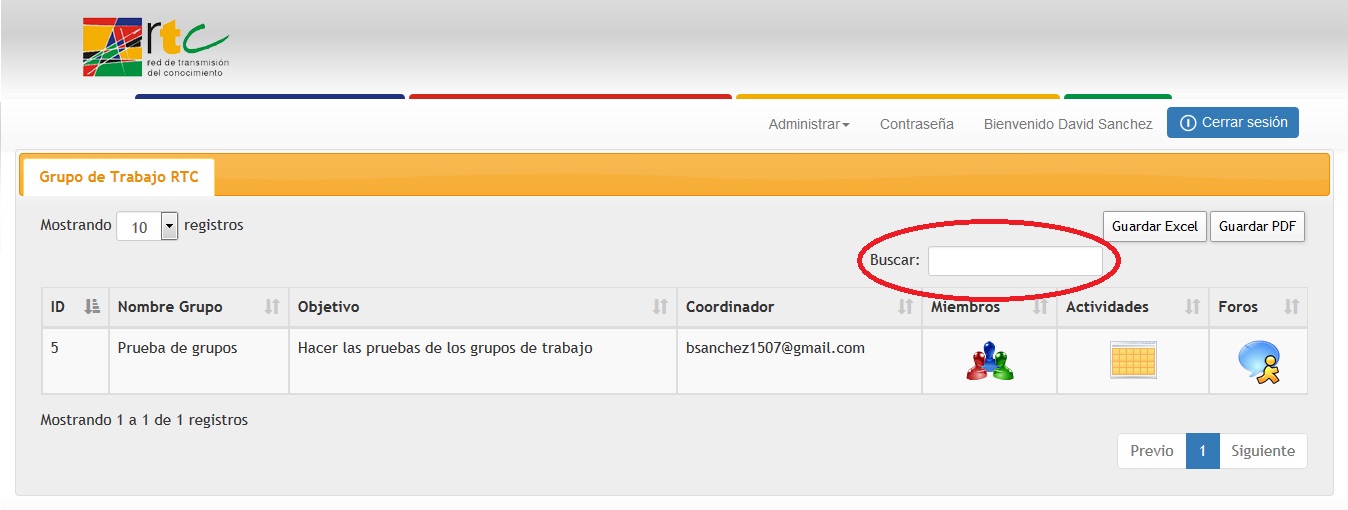 rtc
red de transmisión
del conocimiento
Administrar Contraseña Bienvenido David Sanchez Cerrar sesión
Grupo de Trabajo RTC
Mostrando 10 registros
Guardar Excel Guardar PDF
Buscar:
ID Nombre Grupo Objetivo Coordinador Miembros Actividades Foros
5 Prueba de grupos Hacer las pruebas de los grupos de trabajo bsanchez1507@gmail.com
Mostrando 1 a 1 de 1 registros
Previo 1 Siguiente